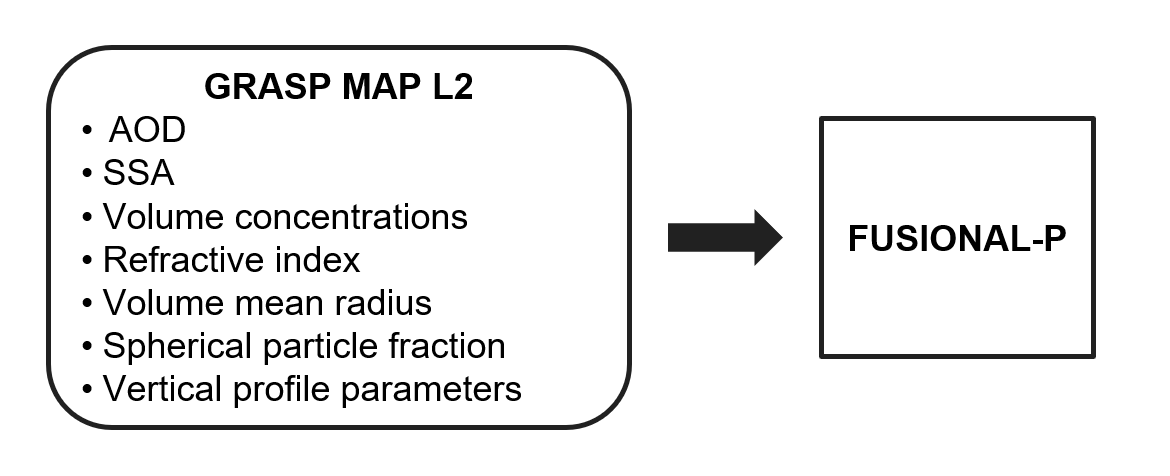 GRASP MAP L2
• AOD
• SSA
• Volume concentrations
• Refractive index
• Volume mean radius
• Spherical particle fraction
• Vertical profile parameters
FUSIONAL-P